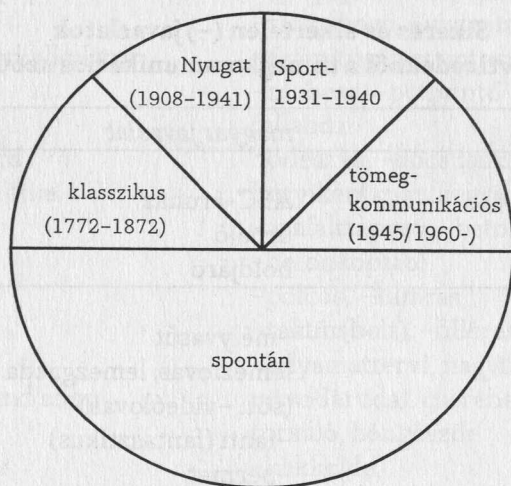 Nyugat
(1908–1941)
Sport-
1931–1940
klasszikus
(1772–1872)
tömeg-
kommunikációs
(1945/1960-)
spontán